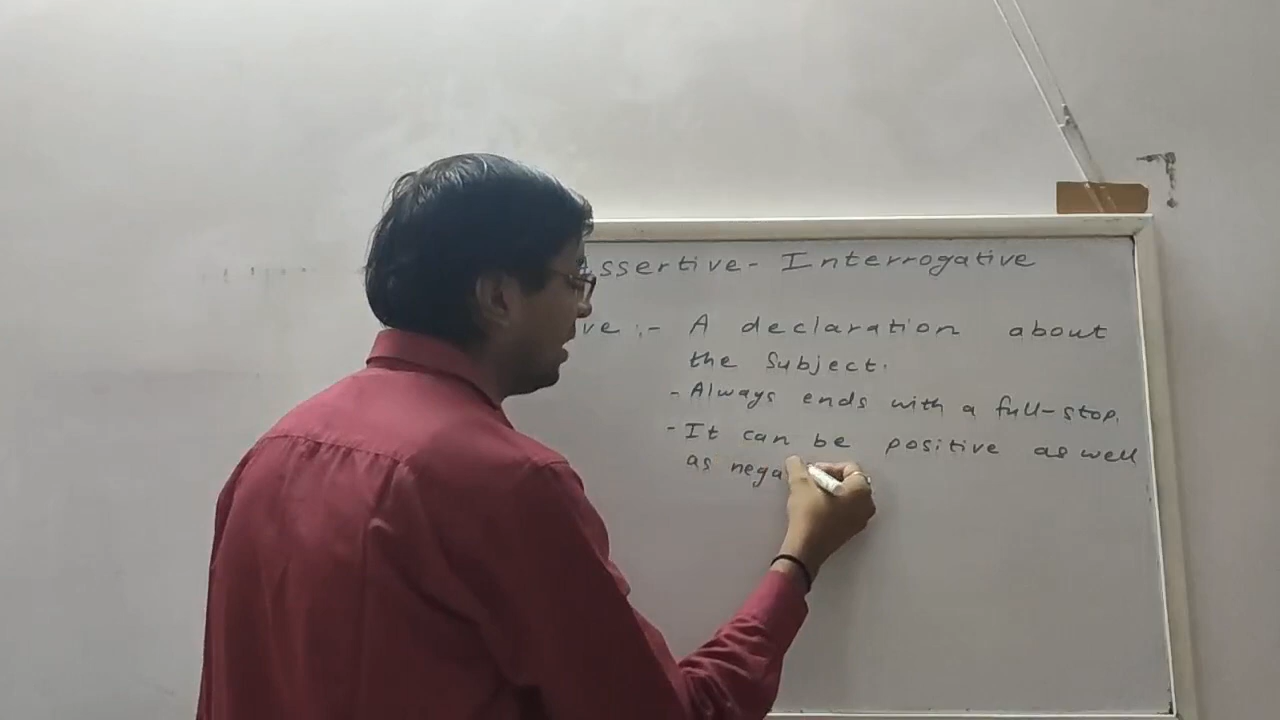 Assertive - Interrogative
ve :- A declaration about
the Subject.
- Always ends with a full-stop.
- It can be positive as well
as nega